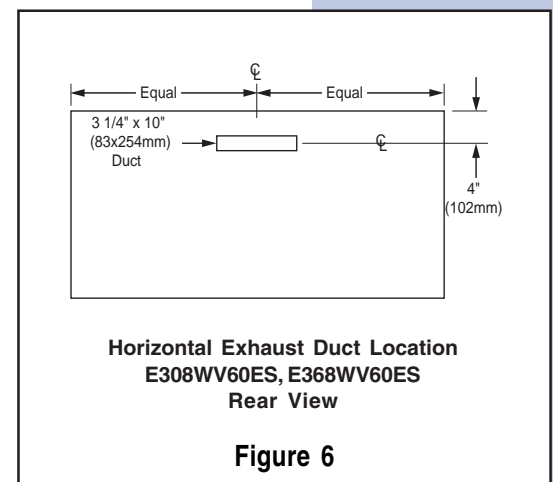 ℄
Equal Equal
3 1/4" x 10"
(83x254mm)
Duct
℄
4"
(102mm)
Horizontal Exhaust Duct Location
E308WV60ES, E368WV60ES
Rear View
Figure 6